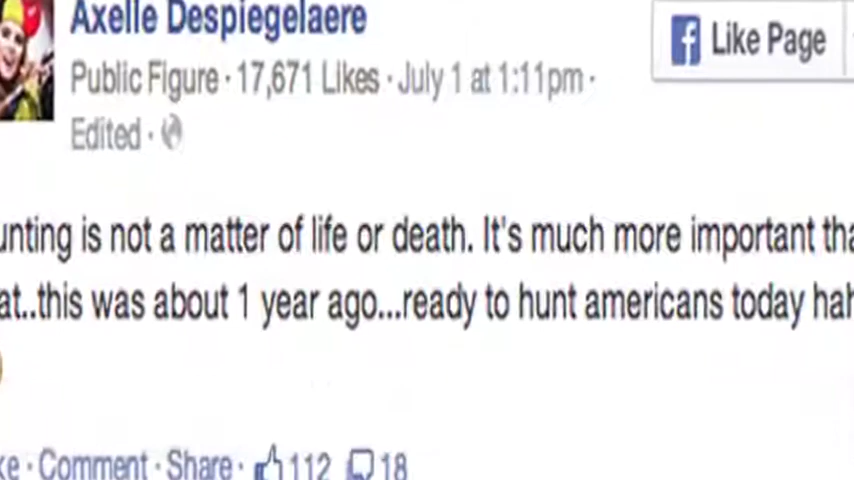 Axelle Despiegelaere
Like Page
Public Figure · 17,671 Likes · July 1 at 1:11pm ·
Edited ·
unting is not a matter of life or death. It's much more important tha
at..this was about 1 year ago...ready to hunt americans today hah
ke · Comment · Share · 112 18